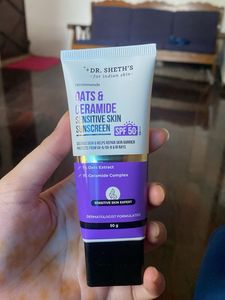 DR. SHETH'S
for indian skin
OATS &
CERAMIDE
SENSITIVE SKIN
SUNSCREEN
SPF 50+
Oats Extract
Ceramide Complex
SENSITIVE SKIN EXPERT
DERMATOLOGIST FORMULATED
50 g